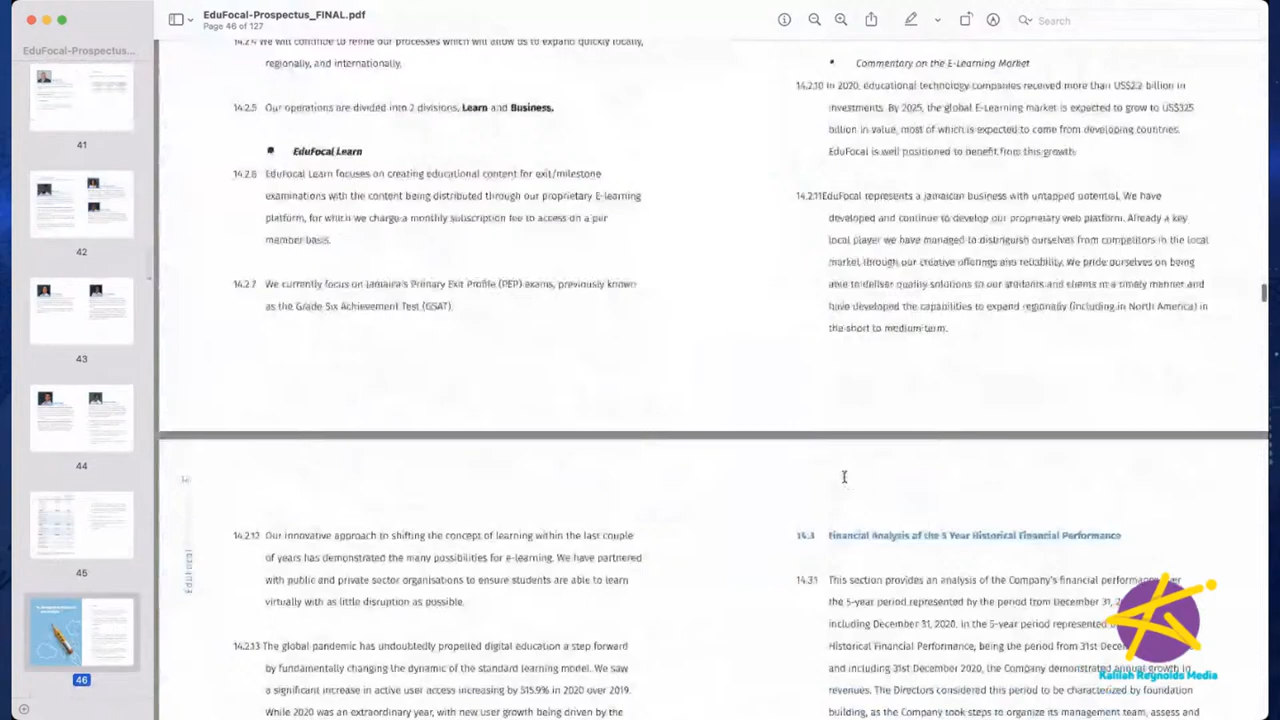 EduFocal-Prospectus_FINAL.pdf
Page 46 of 127
Search
EduFocal-Prospectus...
41
42
43
44
45
46
14.2.4 We will continue to refine our processes which will allow us to expand quickly locally,
regionally, and internationally.
14.2.5 Our operations are divided into 2 divisions, Learn and Business.
EduFocal Learn
14.2.6 EduFocal Learn focuses on creating educational content for exit/milestone
examinations with the content being distributed through our proprietary E-learning
platform, for which we charge a monthly subscription fee to access on a per
member basis.
14.2.7 We currently focus on Jamaica's Primary Exit Profile (PEP) exams, previously known
as the Grade Six Achievement Test (GSAT).
Commentary on the E-Learning Market
14.2.10 In 2020, educational technology companies received more than US$2.2 billion in
investments. By 2025, the global E-Learning market is expected to grow to US$325
billion in value, most of which is expected to come from developing countries.
EduFocal is well positioned to benefit from this growth.
14.2.11 EduFocal represents a Jamaican business with untapped potential. We have
developed and continue to develop our proprietary web platform. Already a key
local player we have managed to distinguish ourselves from competitors in the local
market through our creative offerings and reliability. We pride ourselves on being
able to deliver quality solutions to our students and clients in a timely manner and
have developed the capabilities to expand regionally (including in North America) in
the short to medium term.
14.2.12 Our innovative approach to shifting the concept of learning within the last couple
of years has demonstrated the many possibilities for e-learning. We have partnered
with public and private sector organisations to ensure students are able to learn
virtually with as little disruption as possible.
14.2.13 The global pandemic has undoubtedly propelled digital education a step forward
by fundamentally changing the dynamic of the standard learning model. We saw
a significant increase in active user access increasing by 315.9% in 2020 over 2019.
While 2020 was an extraordinary year, with new user growth being driven by the
14.3 Financial Analysis of the 5 Year Historical Financial Performance
14.3.1 This section provides an analysis of the Company's financial performance over
the 5-year period represented by the period from December 31,
including December 31, 2020. In the 5-year period represented
Historical Financial Performance, being the period from 31st
and including 31st December 2020, the Company demonstrated annual growth in
revenues. The Directors considered this period to be characterized by foundation
building, as the Company took steps to organize its management team, assess and
Kalilah Reynolds Media